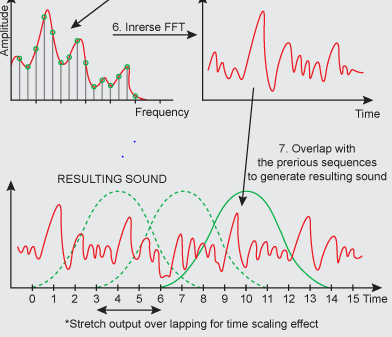 Amplitude
6. Inrerse FFT
Frequency
Time
7. Overlap with
the prerious sequences
to generate resulting sound
RESULTING SOUND
0 1 2 3 4 5 6 7 8 9 10 11 12 13 14 15 Time
*Stretch output over lapping for time scaling effect